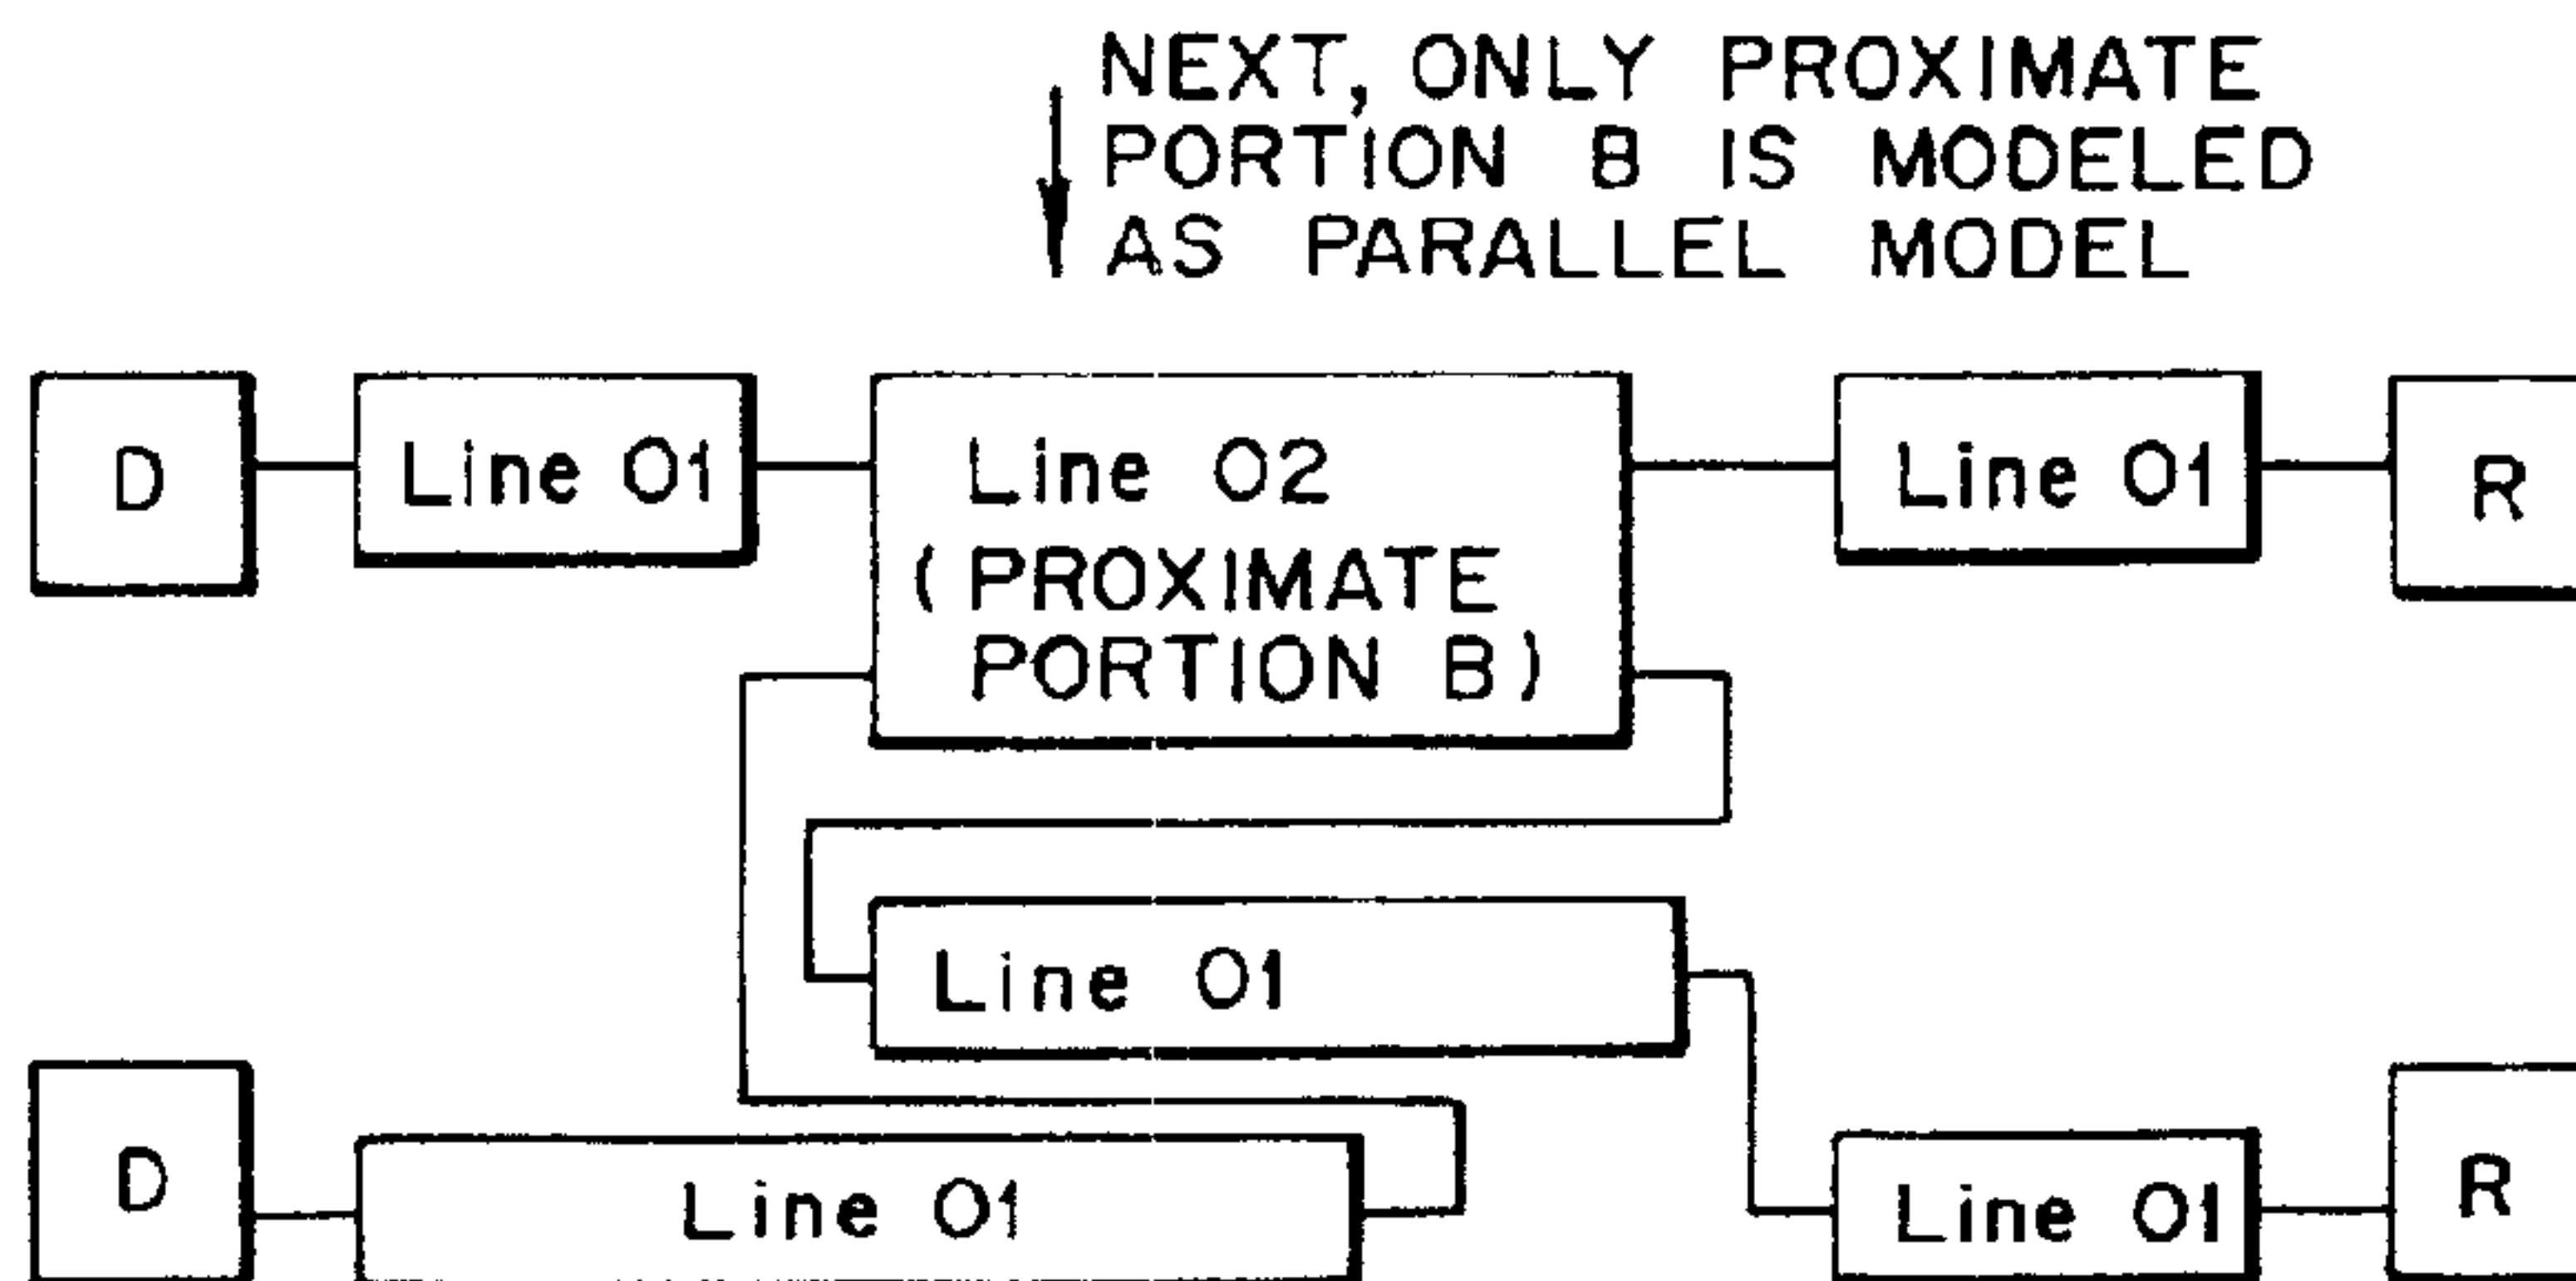 NEXT, ONLY PROXIMATE
PORTION B IS MODELED
AS PARALLEL MODEL
D
Line 01
Line 02
(PROXIMATE
PORTION B)
Line 01
R
Line 01
D
Line 01
Line 01
R